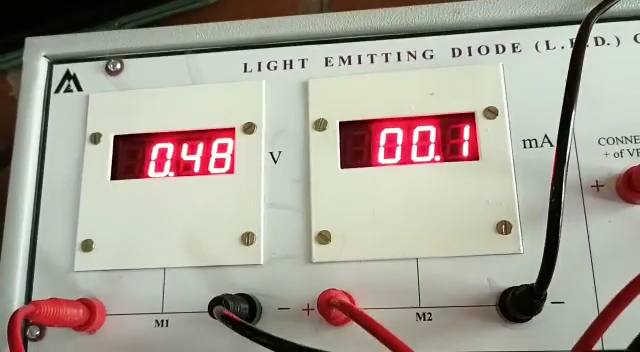 LIGHT EMITTING DIODE (L.E.D.) C
0.48 V
00.1 mA
CONNE
+ of VE
+
− +
−
M1
M2